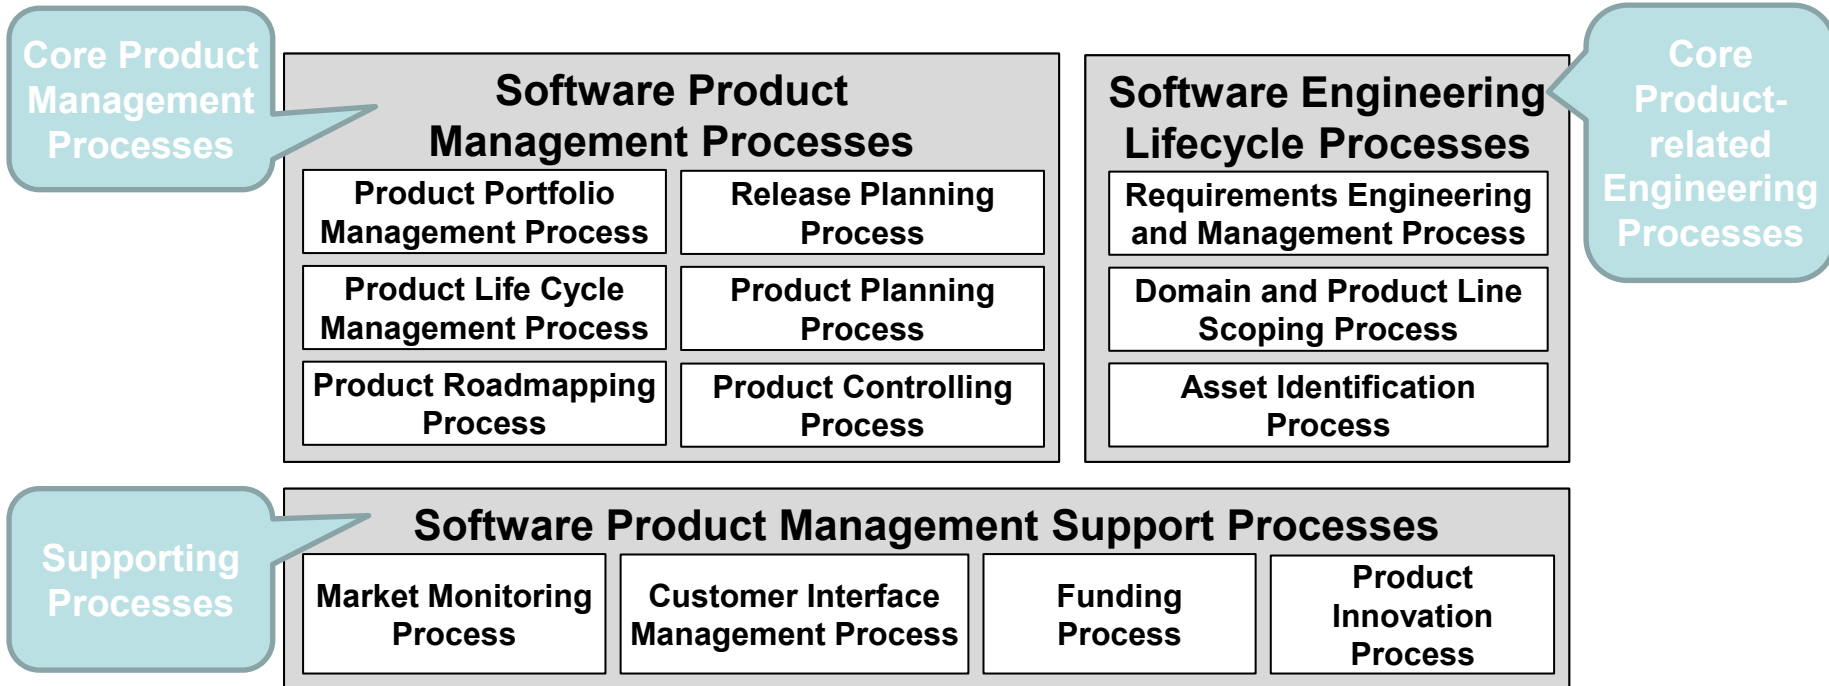 Core Product
Management
Processes
Software Product
Management Processes
Product Portfolio
Management Process
Release Planning
Process
Product Life Cycle
Management Process
Product Planning
Process
Product Roadmapping
Process
Product Controlling
Process
Software Engineering
Lifecycle Processes
Requirements Engineering
and Management Process
Domain and Product Line
Scoping Process
Asset Identification
Process
Core
Product-
related
Engineering
Processes
Supporting
Processes
Software Product Management Support Processes
Market Monitoring
Process
Customer Interface
Management Process
Funding
Process
Product
Innovation
Process